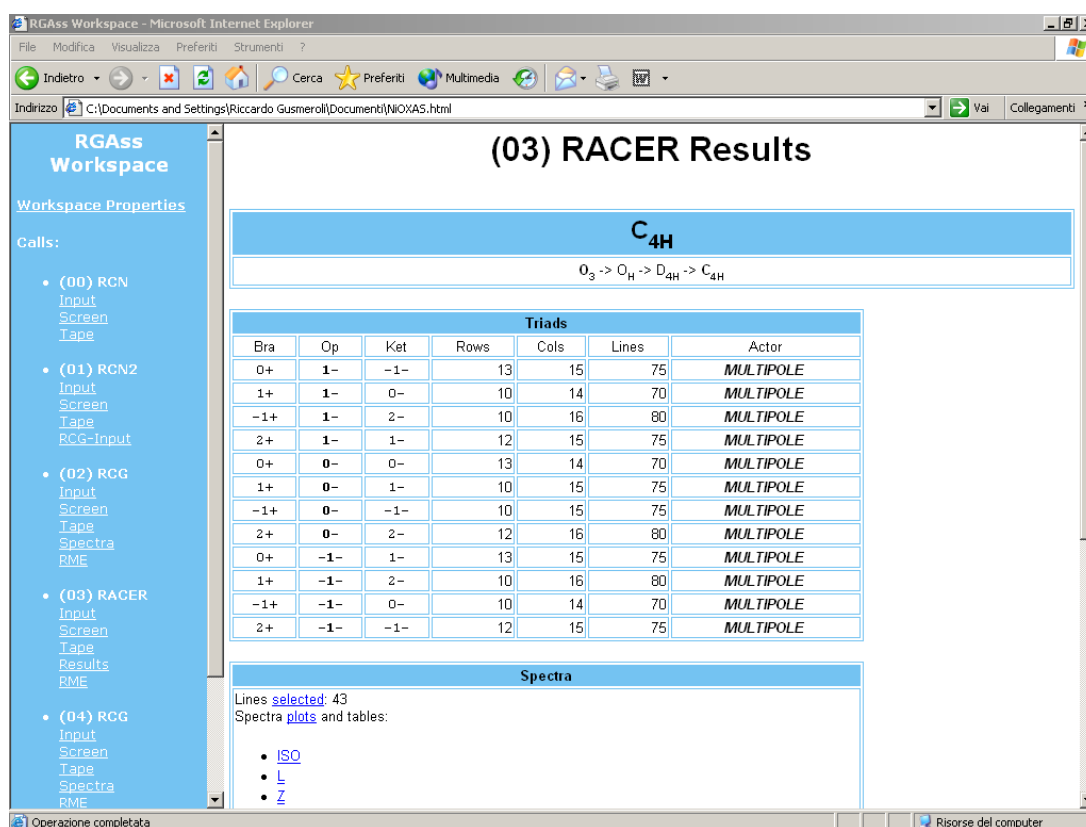 RGAss Workspace - Microsoft Internet Explorer
File Modifica Visualizza Preferiti Strumenti ?
Indietro Cerca Preferiti Multimedia
Indirizzo C:\Documents and Settings\Riccardo Gusmeroli\Documenti\NiOXAS.html Vai Collegamenti
RGAss
Workspace
Workspace Properties
Calls:
• (00) RCN
Input
Screen
Tape
• (01) RCN2
Input
Screen
Tape
RCG-Input
• (02) RCG
Input
Screen
Tape
Spectra
RME
• (03) RACER
Input
Screen
Tape
Results
RME
• (04) RCG
Input
Screen
Tape
Spectra
RME
(03) RACER Results
C4H
O3 -> OH -> D4H -> C4H
Triads
Bra Op Ket Rows Cols Lines Actor
0+ 1- -1- 13 15 75 MULTIPOLE
1+ 1- 0- 10 14 70 MULTIPOLE
-1+ 1- 2- 10 16 80 MULTIPOLE
2+ 1- 1- 12 15 75 MULTIPOLE
0+ 0- 0- 13 14 70 MULTIPOLE
1+ 0- 1- 10 15 75 MULTIPOLE
-1+ 0- -1- 10 15 75 MULTIPOLE
2+ 0- 2- 12 16 80 MULTIPOLE
0+ -1- 1- 13 15 75 MULTIPOLE
1+ -1- 2- 10 16 80 MULTIPOLE
-1+ -1- 0- 10 14 70 MULTIPOLE
2+ -1- -1- 12 15 75 MULTIPOLE
Spectra
Lines selected: 43
Spectra plots and tables:
• ISO
• L
• Z
Operazione completata Risorse del computer